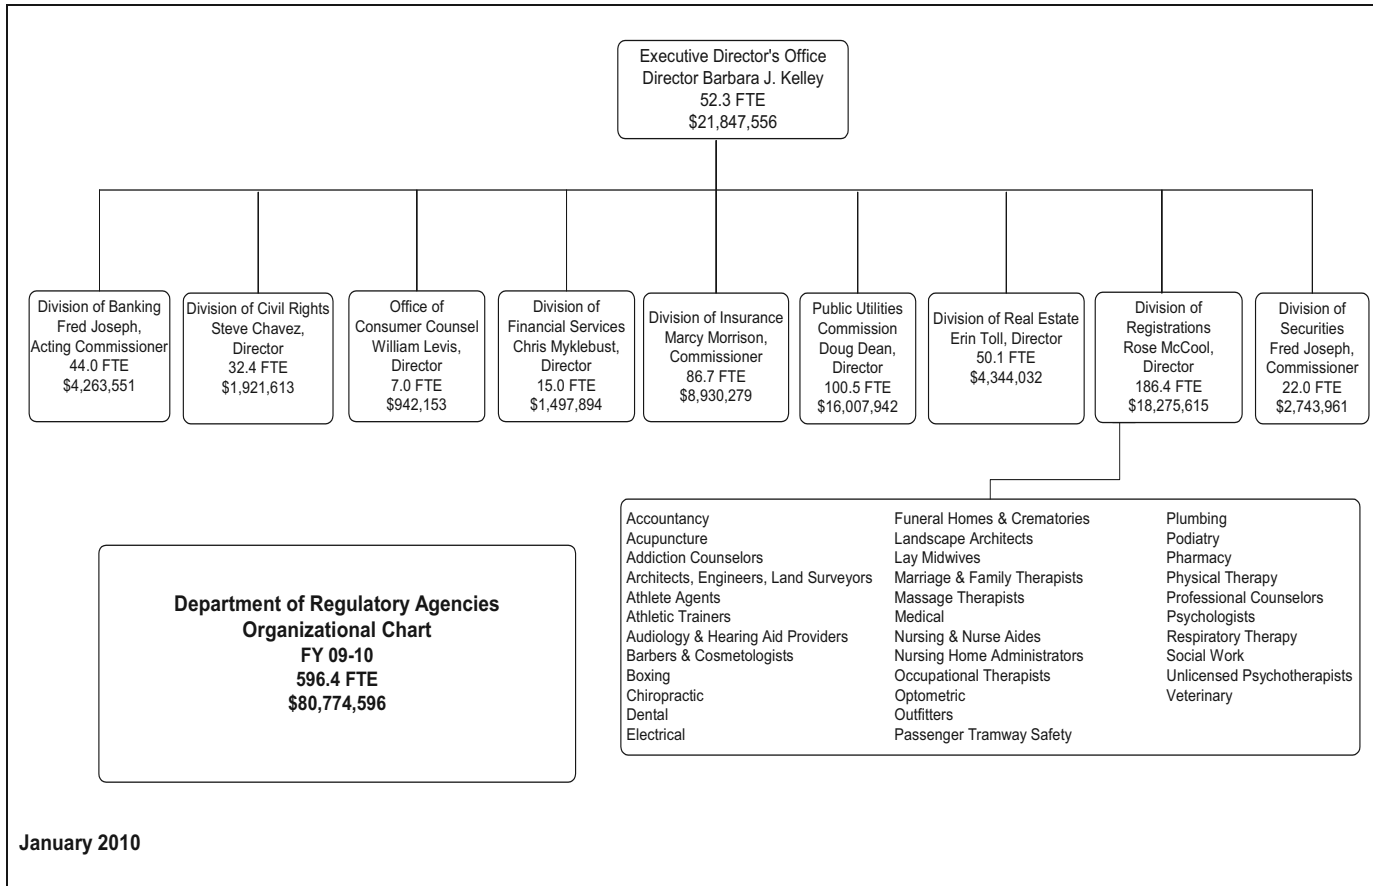 Executive Director's Office
Director Barbara J. Kelley
52.3 FTE
$21,847,556
Division of Banking
Fred Joseph,
Acting Commissioner
44.0 FTE
$4,263,551
Division of Civil Rights
Steve Chavez,
Director
32.4 FTE
$1,921,613
Office of
Consumer Counsel
William Levis,
Director
7.0 FTE
$942,153
Division of
Financial Services
Chris Myklebust,
Director
15.0 FTE
$1,497,894
Division of Insurance
Marcy Morrison,
Commissioner
86.7 FTE
$8,930,279
Public Utilities
Commission
Doug Dean,
Director
100.5 FTE
$16,007,942
Division of Real Estate
Erin Toll, Director
50.1 FTE
$4,344,032
Division of
Registrations
Rose McCool,
Director
186.4 FTE
$18,275,615
Division of
Securities
Fred Joseph,
Commissioner
22.0 FTE
$2,743,961
Accountancy
Acupuncture
Addiction Counselors
Architects, Engineers, Land Surveyors
Athlete Agents
Athletic Trainers
Audiology & Hearing Aid Providers
Barbers & Cosmetologists
Boxing
Chiropractic
Dental
Electrical
Funeral Homes & Crematories
Landscape Architects
Lay Midwives
Marriage & Family Therapists
Massage Therapists
Medical
Nursing & Nurse Aides
Nursing Home Administrators
Occupational Therapists
Optometric
Outfitters
Passenger Tramway Safety
Plumbing
Podiatry
Pharmacy
Physical Therapy
Professional Counselors
Psychologists
Respiratory Therapy
Social Work
Unlicensed Psychotherapists
Veterinary
Department of Regulatory Agencies
Organizational Chart
FY 09-10
596.4 FTE
$80,774,596
January 2010